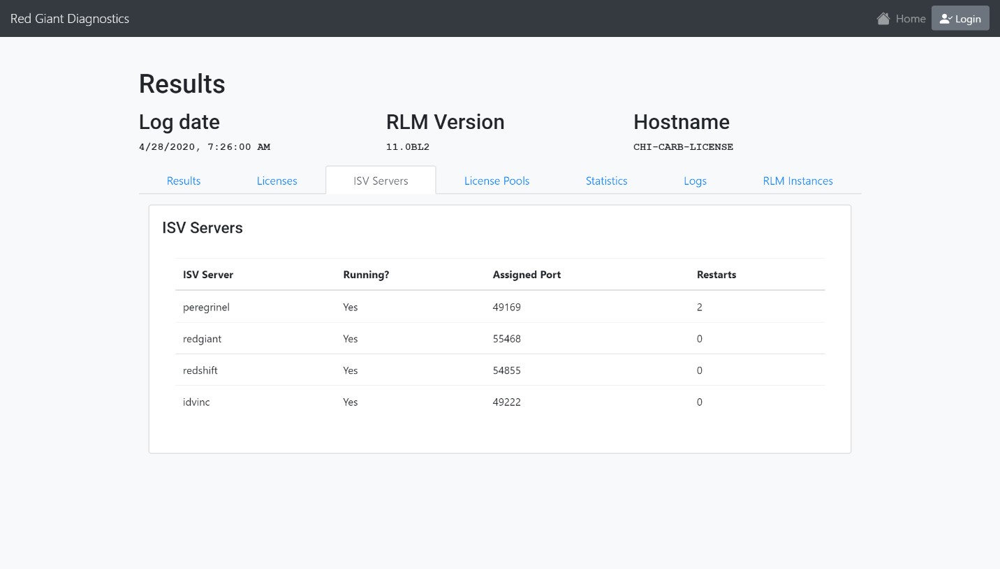 Red Giant Diagnostics Home Login
Results
Log date RLM Version Hostname
4/28/2020, 7:26:00 AM 11.0BL2 CHI-CARB-LICENSE
Results Licenses ISV Servers License Pools Statistics Logs RLM Instances
ISV Servers
ISV Server Running? Assigned Port Restarts
peregrinel Yes 49169 2
redgiant Yes 55468 0
redshift Yes 54855 0
idvinc Yes 49222 0